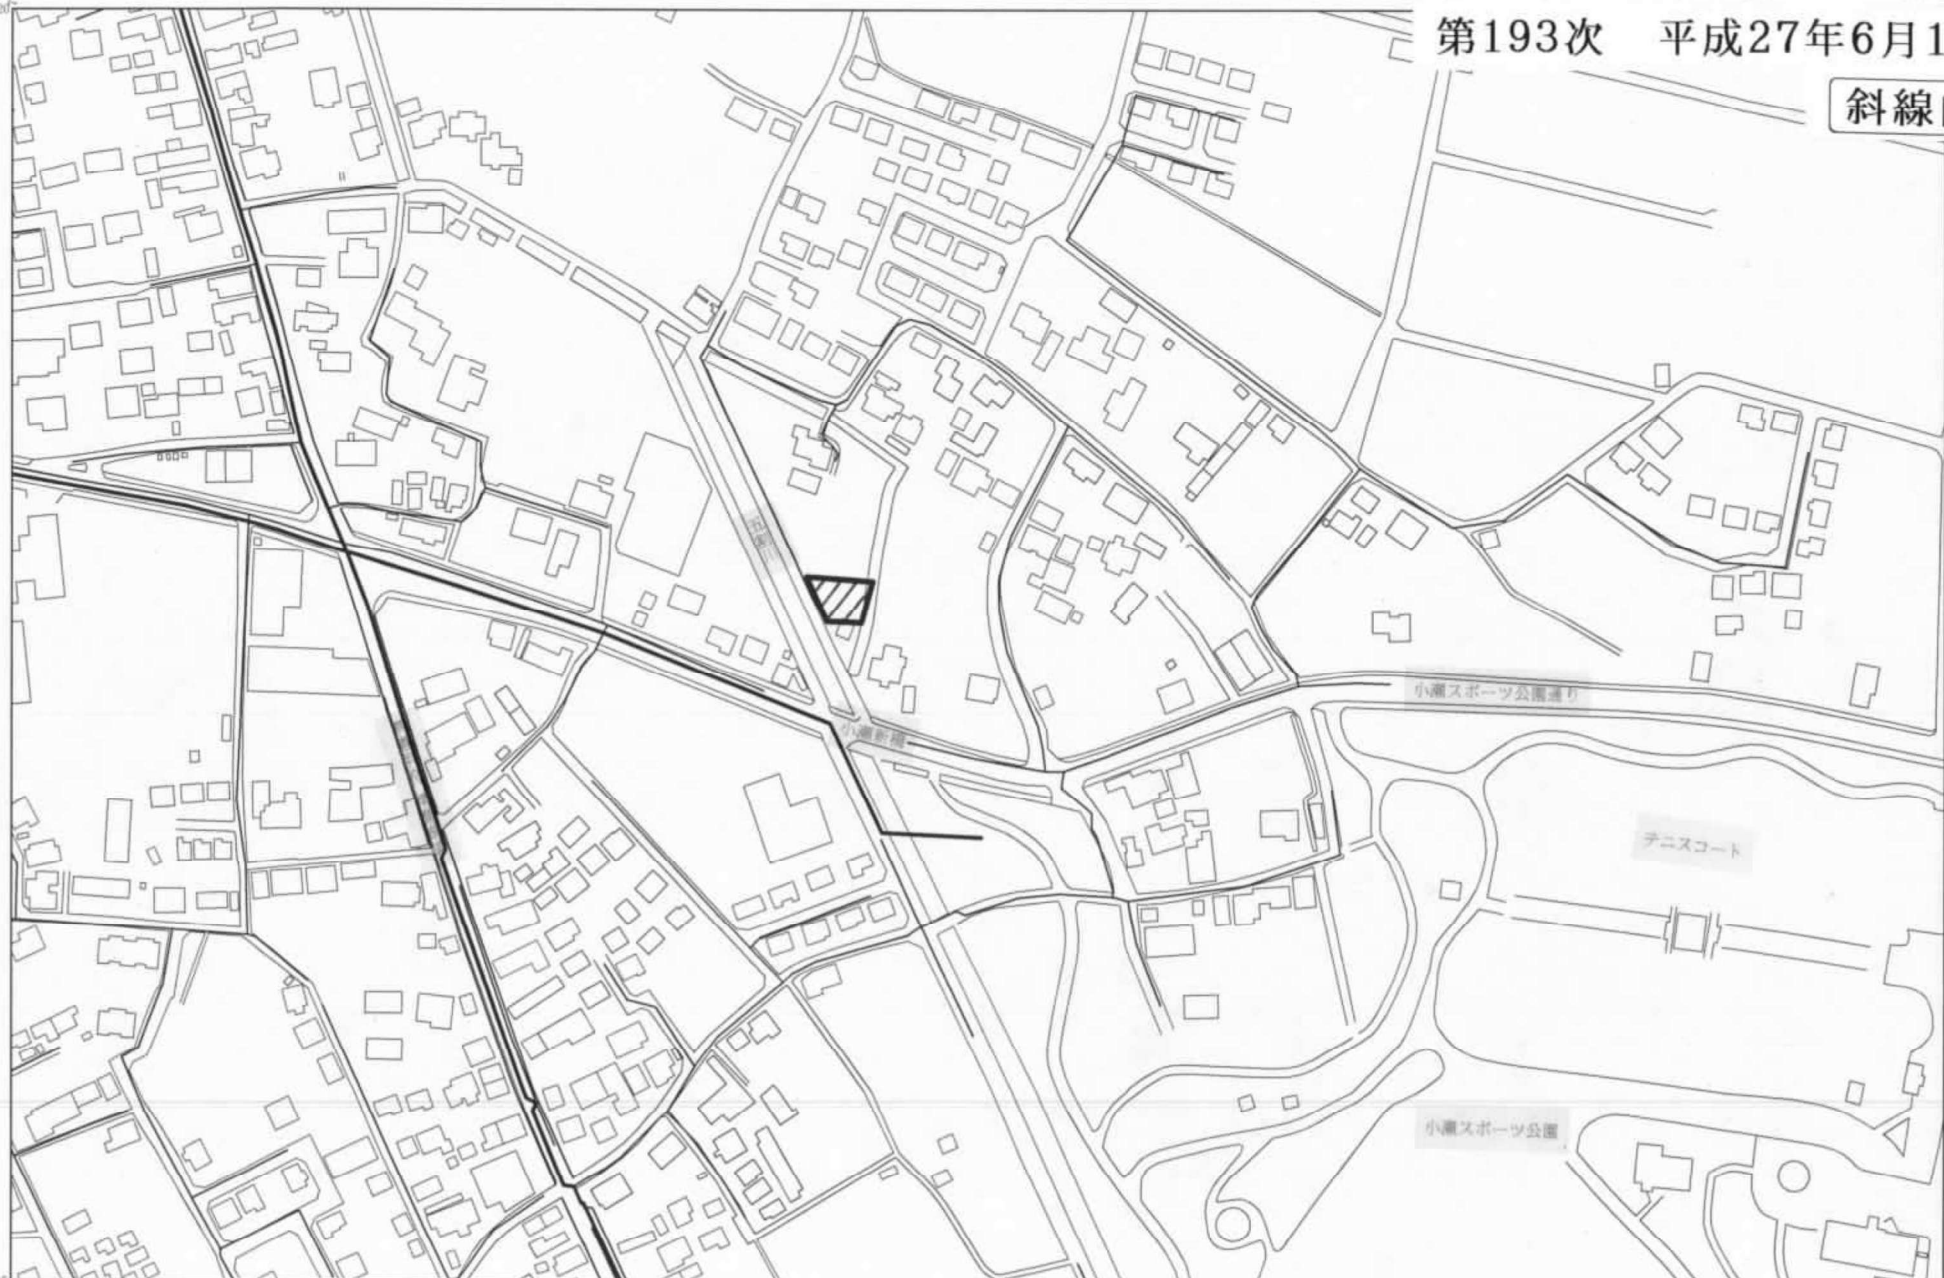 第193次　平成27年6月1
斜線
小瀬スポーツ公園通り
小瀬新橋
テニスコート
小瀬スポーツ公園